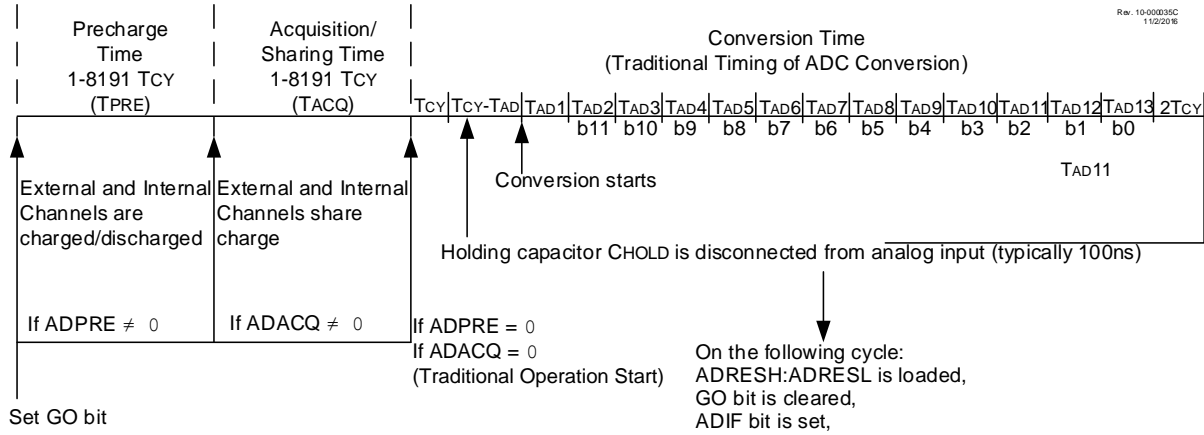 Rev. 10-000035C
11/2/2016
Precharge
Time
1-8191 TCY
(TPRE)
Acquisition/
Sharing Time
1-8191 TCY
(TACQ)
Conversion Time
(Traditional Timing of ADC Conversion)
TCY TCY-TAD TAD1 TAD2 TAD3 TAD4 TAD5 TAD6 TAD7 TAD8 TAD9 TAD10 TAD11 TAD12 TAD13 2TCY
b11 b10 b9 b8 b7 b6 b5 b4 b3 b2 b1 b0
TAD11
External and Internal
Channels are
charged/discharged
External and Internal
Channels share
charge
Conversion starts
Holding capacitor CHOLD is disconnected from analog input (typically 100ns)
If ADPRE ≠ 0
If ADACQ ≠ 0
If ADPRE = 0
If ADACQ = 0
(Traditional Operation Start)
On the following cycle:
ADRESH:ADRESL is loaded,
GO bit is cleared,
ADIF bit is set,
Set GO bit